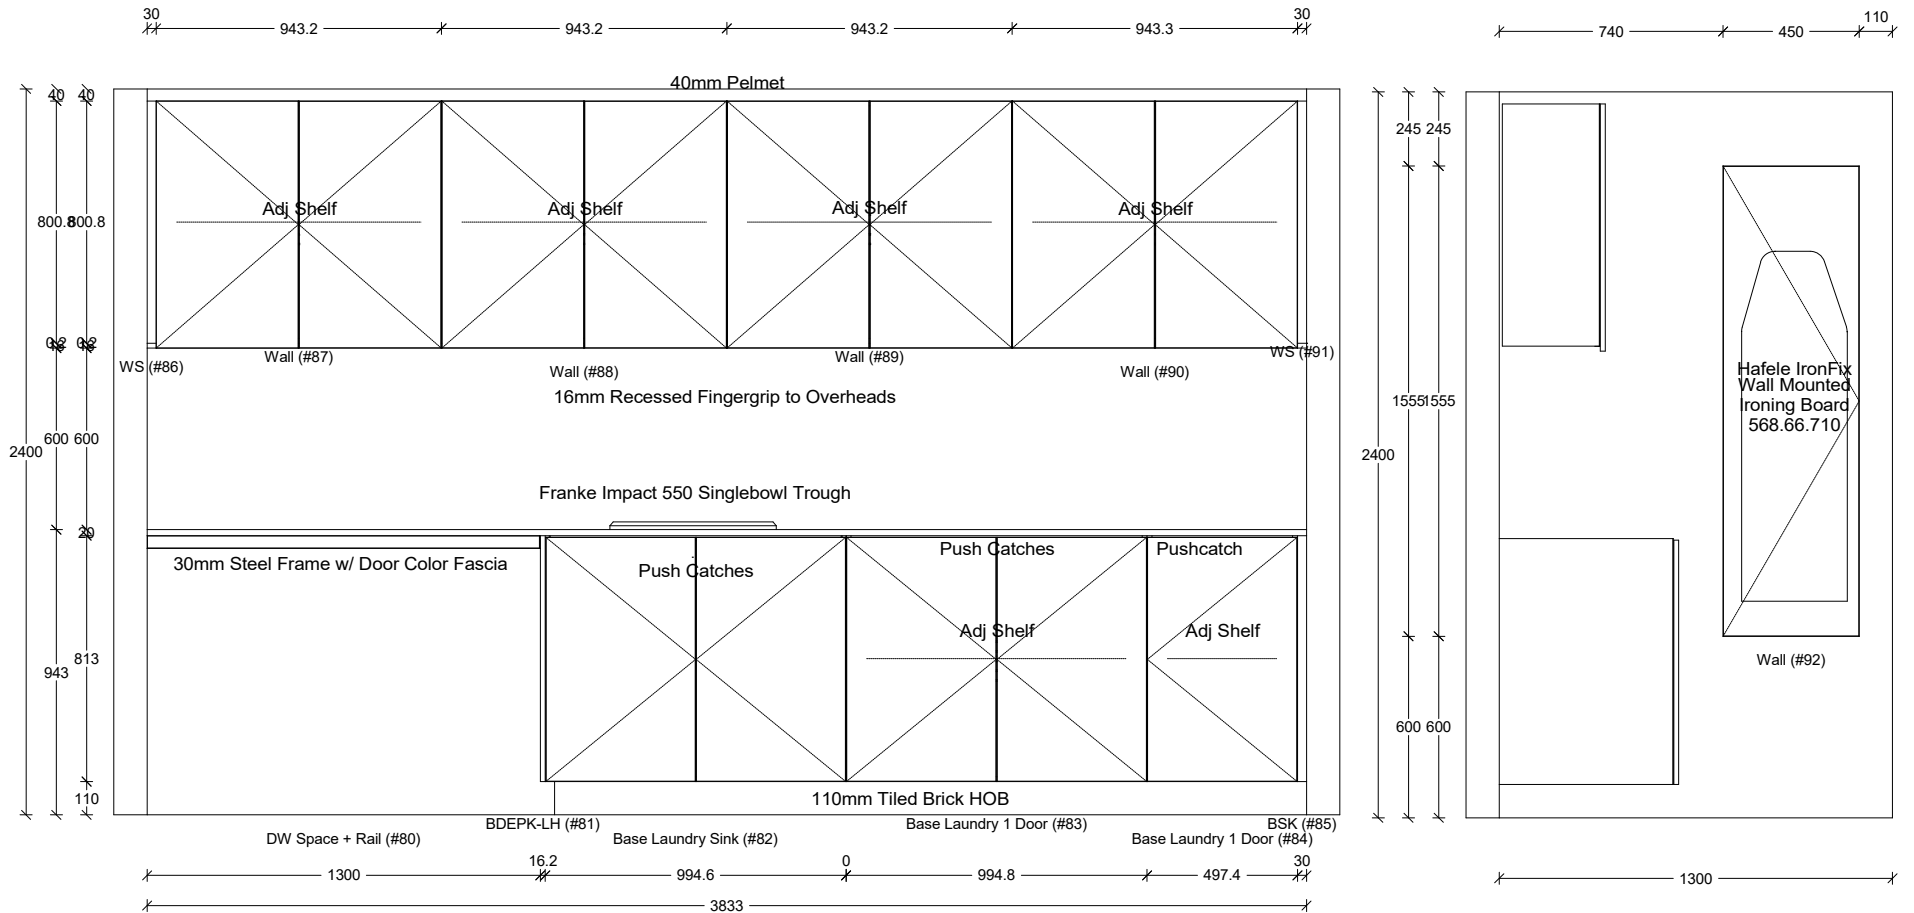 30
943.2
943.2
943.2
943.3
30
740
450
110
40mm Pelmet
40
40
245
245
Adj Shelf
Adj Shelf
Adj Shelf
Adj Shelf
800.8
800.8
WS (#86)
Wall (#87)
Wall (#88)
Wall (#89)
Wall (#90)
WS (#91)
16mm Recessed Fingergrip to Overheads
Hafele IronFix
Wall Mounted
Ironing Board
568.66.710
1555
1555
2400
600
600
2400
Franke Impact 550 Singlebowl Trough
20
30mm Steel Frame w/ Door Color Fascia
Push Catches
Push Catches
Pushcatch
Adj Shelf
Adj Shelf
943
813
Wall (#92)
600
600
110
110mm Tiled Brick HOB
DW Space + Rail (#80)
BDEPK-LH (#81)
Base Laundry Sink (#82)
Base Laundry 1 Door (#83)
BSK (#85)
Base Laundry 1 Door (#84)
1300
16.2
994.6
0
994.8
497.4
30
1300
3833